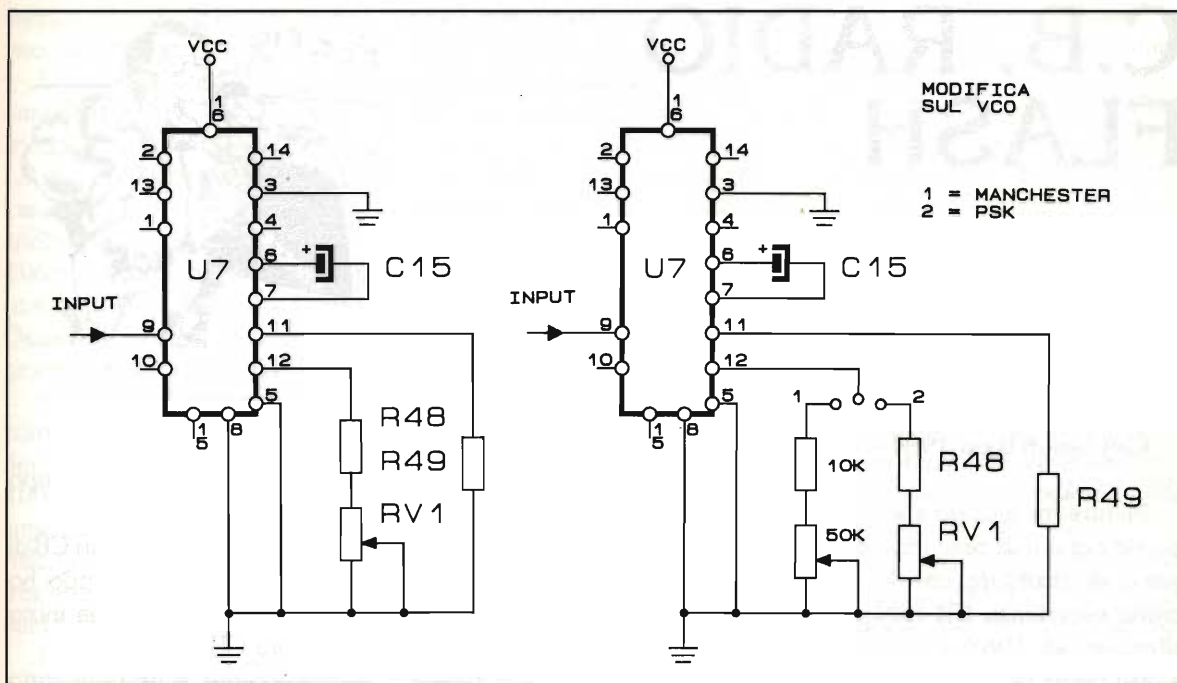 C.B. RADIO
FLASH
VCC
1
6
2
14
13
3
1
4
U7
6
+
C15
7
INPUT
9
11
10
12
5
1
5
8
R48
R49
RV1
VCC
1
6
MODIFICA
SUL VCO
1 = MANCHESTER
2 = PSK
2
14
13
3
1
4
U7
6
+
C15
7
INPUT
9
11
10
12
5
1
5
8
1
2
10K
R48
50K
RV1
R49